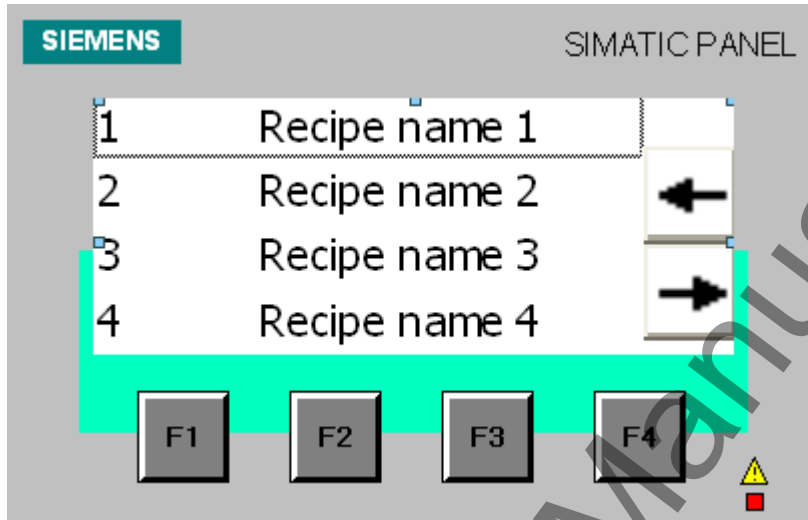 SIEMENS SIMATIC PANEL
1 Recipe name 1
2 Recipe name 2
3 Recipe name 3
4 Recipe name 4
F1 F2 F3 F4